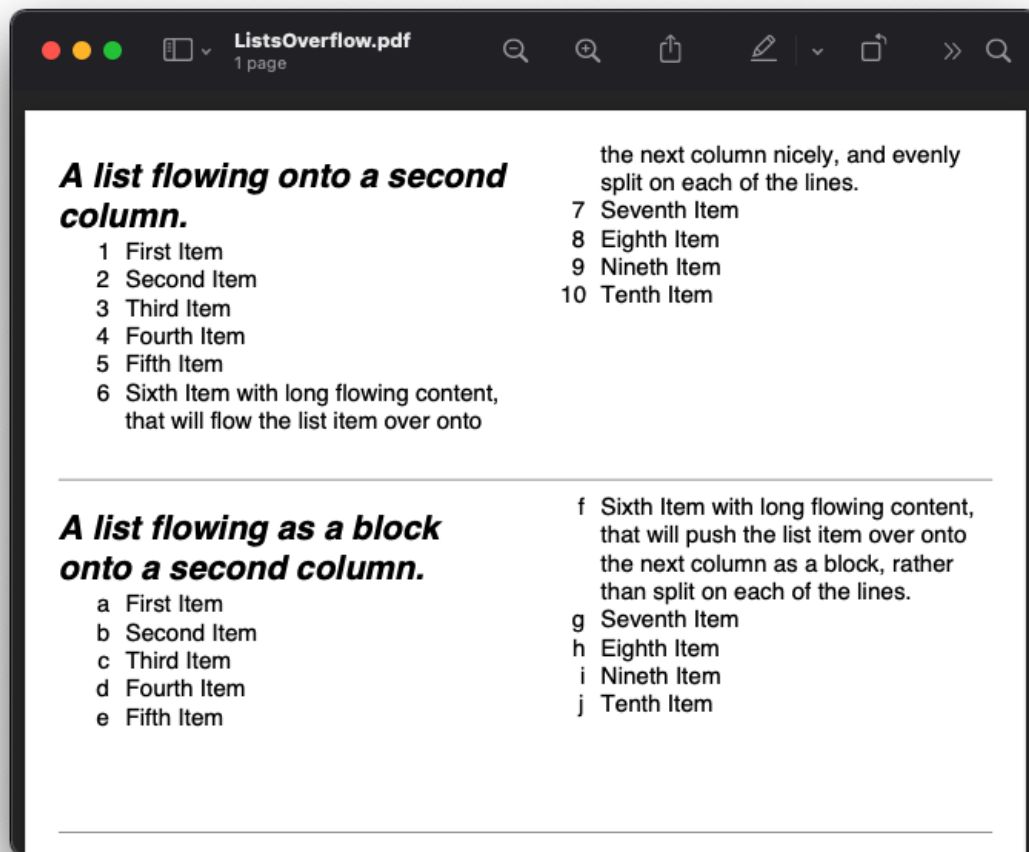 ListsOverflow.pdf
1 page
A list flowing onto a second
column.
1 First Item
2 Second Item
3 Third Item
4 Fourth Item
5 Fifth Item
6 Sixth Item with long flowing content,
that will flow the list item over onto
the next column nicely, and evenly
split on each of the lines.
7 Seventh Item
8 Eighth Item
9 Nineth Item
10 Tenth Item
A list flowing as a block
onto a second column.
a First Item
b Second Item
c Third Item
d Fourth Item
e Fifth Item
f Sixth Item with long flowing content,
that will push the list item over onto
the next column as a block, rather
than split on each of the lines.
g Seventh Item
h Eighth Item
i Nineth Item
j Tenth Item